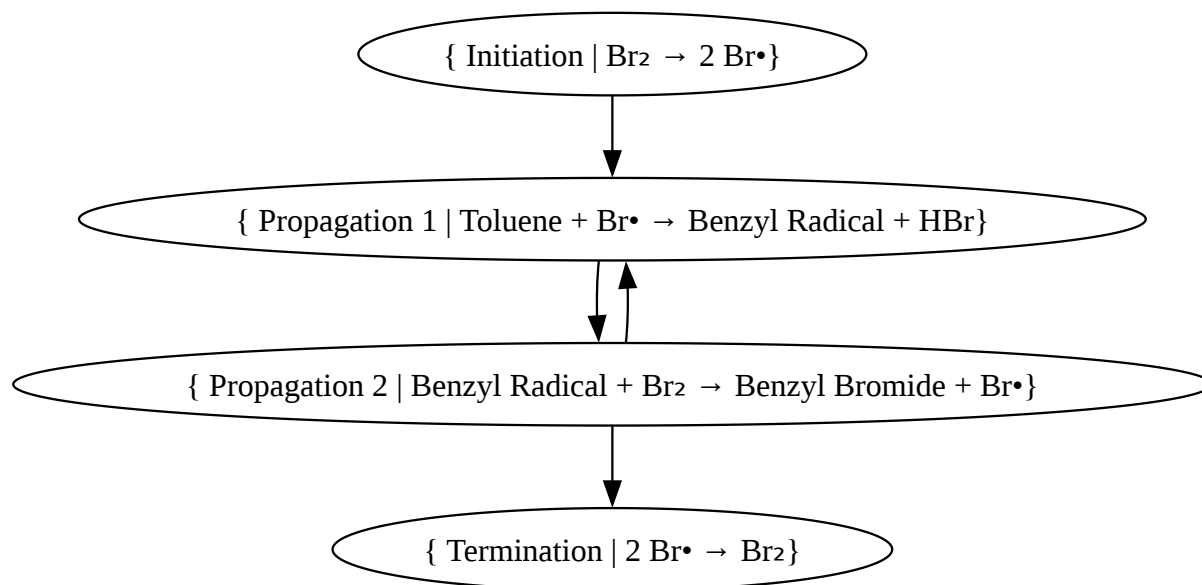 { Initiation | Br₂ → 2 Br•}
{ Propagation 1 | Toluene + Br• → Benzyl Radical + HBr}
{ Propagation 2 | Benzyl Radical + Br₂ → Benzyl Bromide + Br•}
{ Termination | 2 Br• → Br₂}